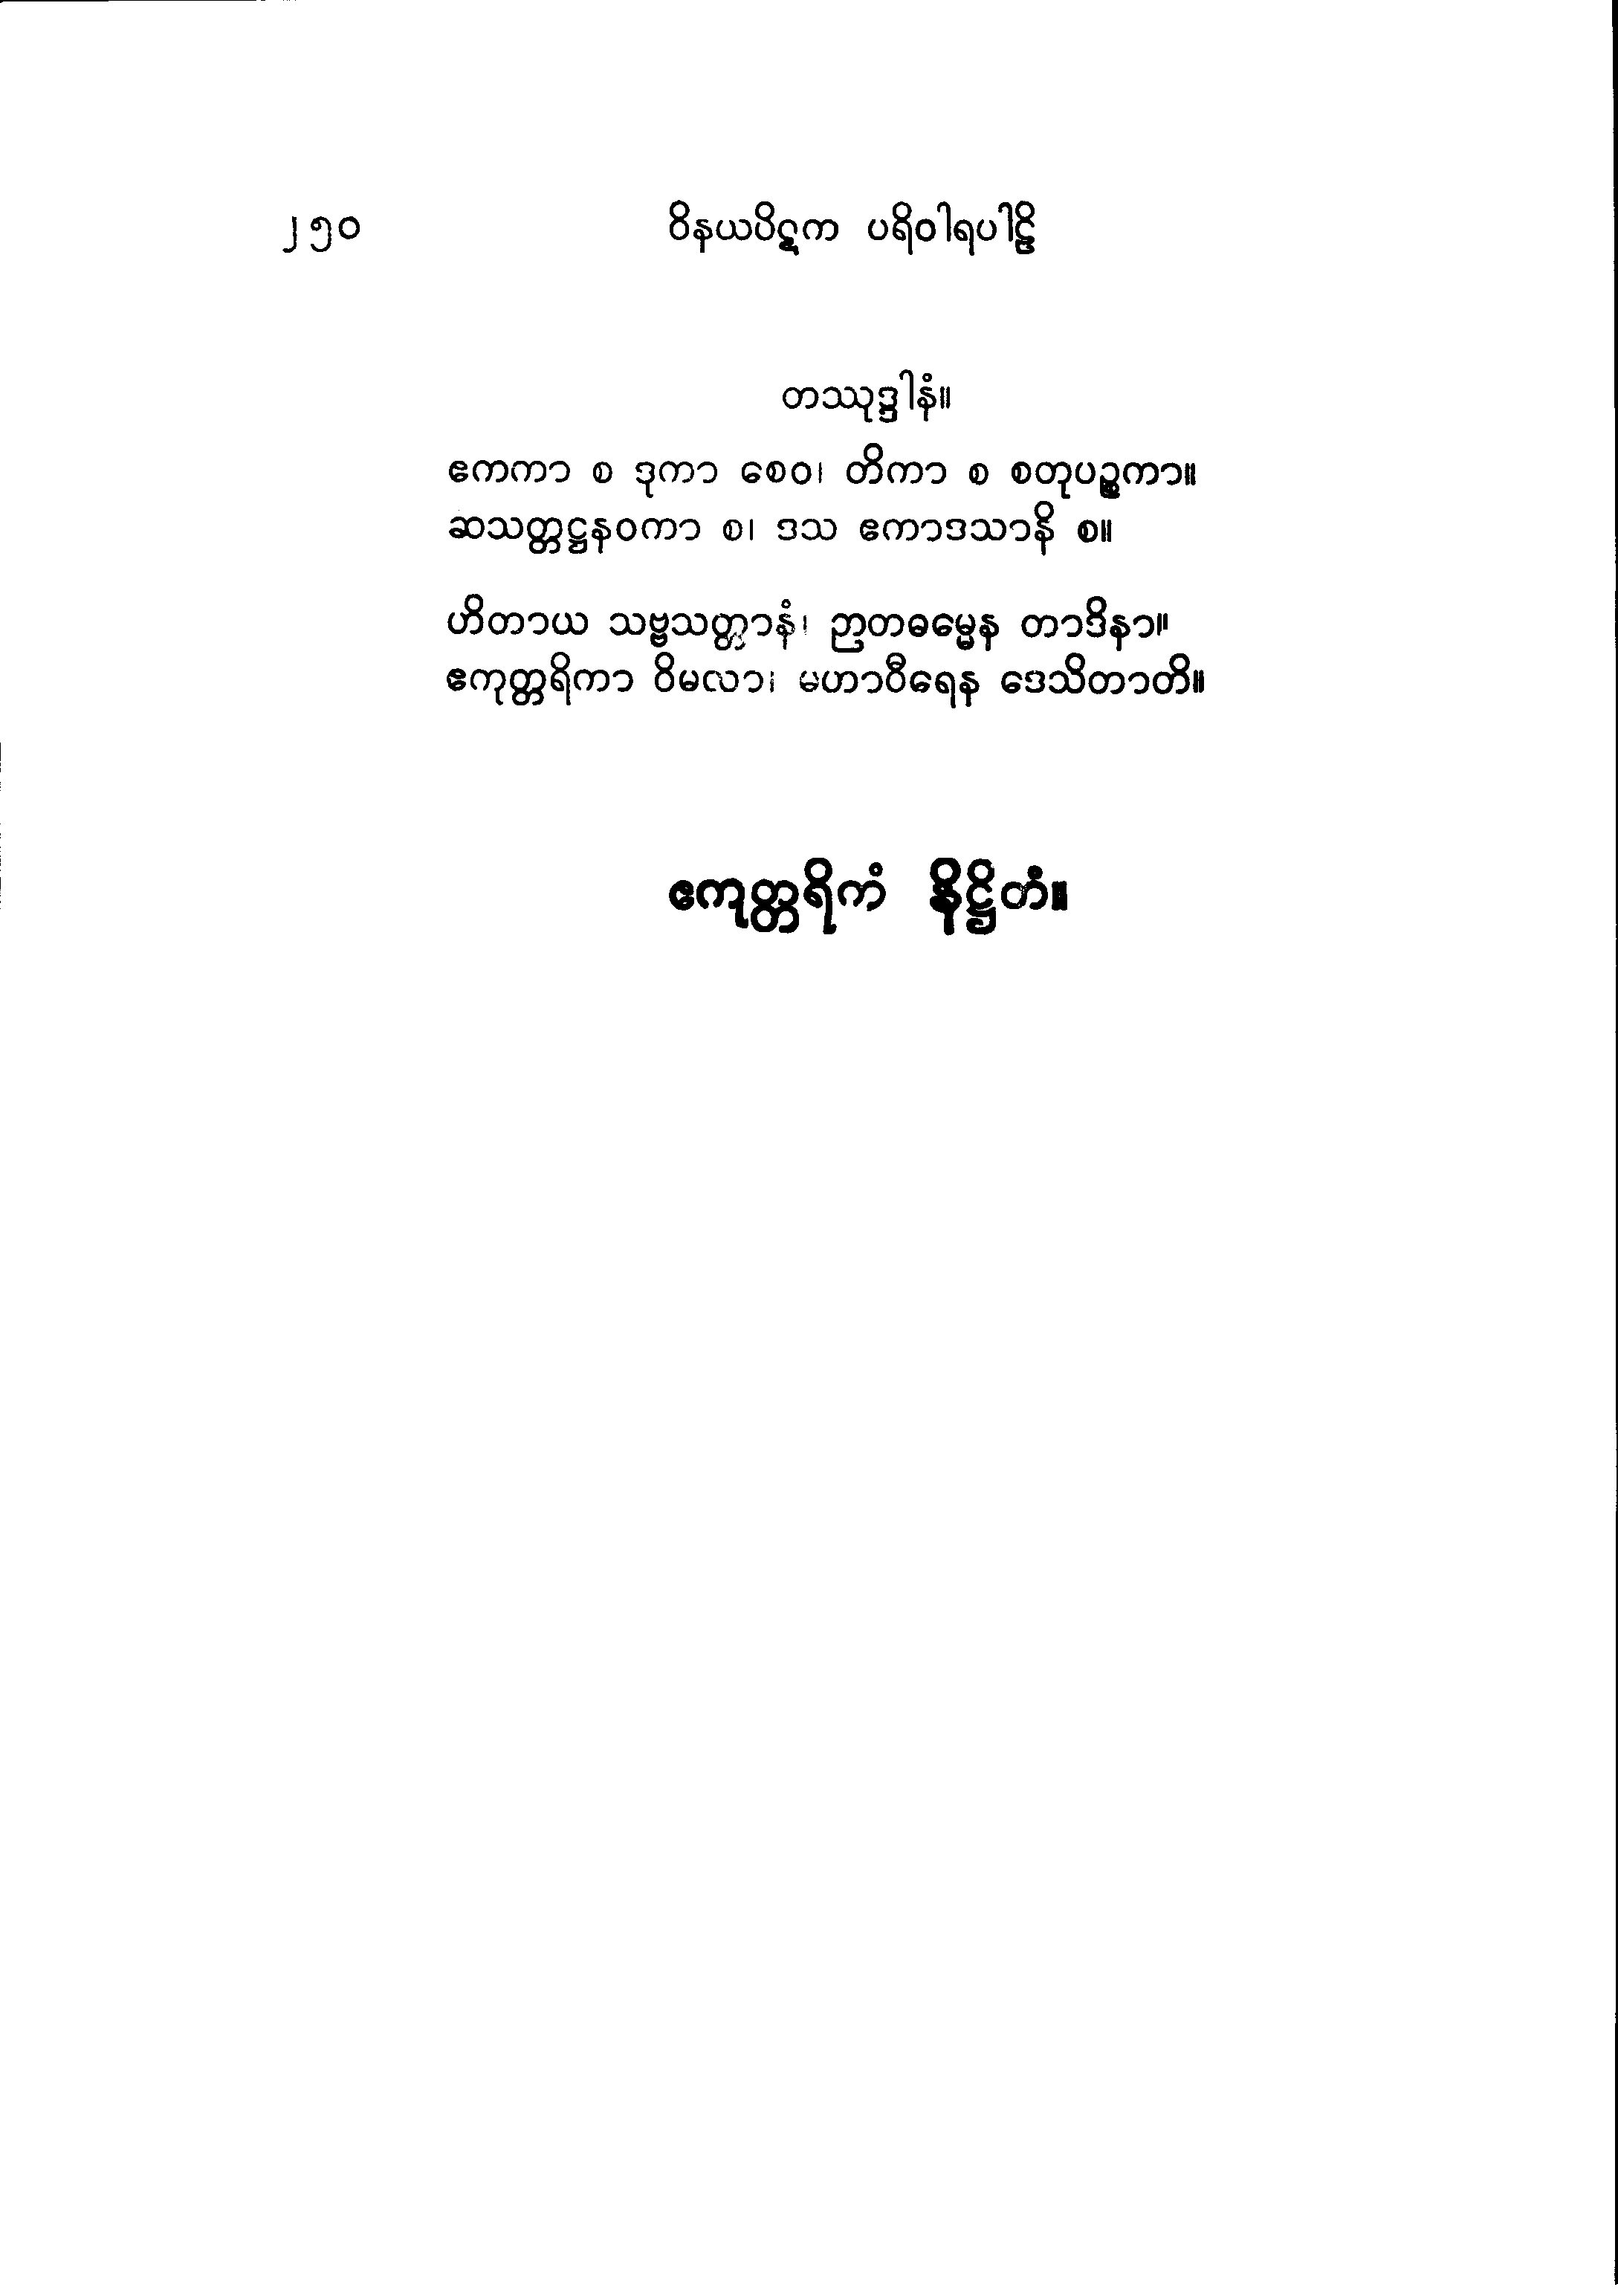 ၂၅၀ ဝိနယပိဋက ပရိဝါရပါဠိ
တဿုဒ္ဒါနံ။
ဧကကာ စ ဒုကာ စေဝ၊ တိကာ စ စတုပဉ္စကာ။
ဆသတ္တဋ္ဌနဝကာ စ၊ ဒသ ဧကာဒသာနိ စ။
ဟိတာယ သဗ္ဗသတ္တာနံ၊ ဉာတဓမ္မေန တာဒိနာ။
ဧကုတ္တရိကာ ဝိမလာ၊ မဟာဝီရေန ဒေသိတာတိ။
ဧကုတ္တရိကံ နိဋ္ဌိတံ။